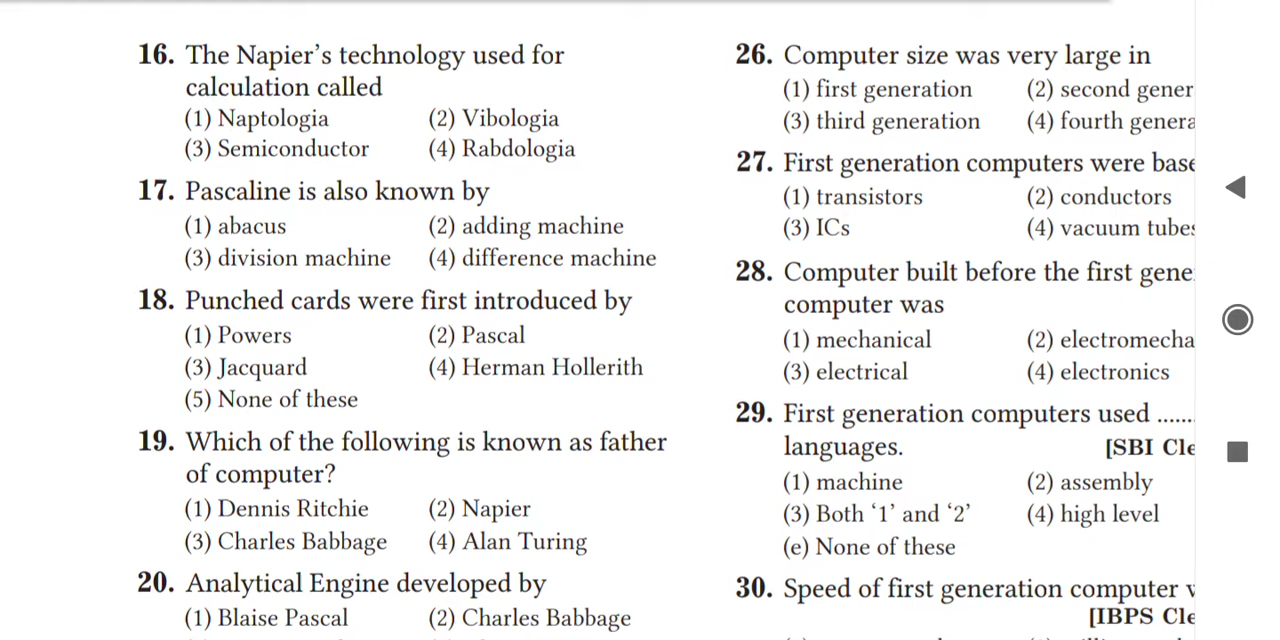 16. The Napier's technology used for
calculation called
(1) Naptologia (2) Vibologia
(3) Semiconductor (4) Rabdologia
17. Pascaline is also known by
(1) abacus (2) adding machine
(3) division machine (4) difference machine
18. Punched cards were first introduced by
(1) Powers (2) Pascal
(3) Jacquard (4) Herman Hollerith
(5) None of these
19. Which of the following is known as father
of computer?
(1) Dennis Ritchie (2) Napier
(3) Charles Babbage (4) Alan Turing
20. Analytical Engine developed by
(1) Blaise Pascal (2) Charles Babbage
26. Computer size was very large in
(1) first generation (2) second gener
(3) third generation (4) fourth genera
27. First generation computers were base
(1) transistors (2) conductors
(3) ICs (4) vacuum tubes
28. Computer built before the first gene
computer was
(1) mechanical (2) electromecha
(3) electrical (4) electronics
29. First generation computers used ......
languages. [SBI Cle
(1) machine (2) assembly
(3) Both ‘1’ and ‘2’ (4) high level
(e) None of these
30. Speed of first generation computer
[IBPS Cle